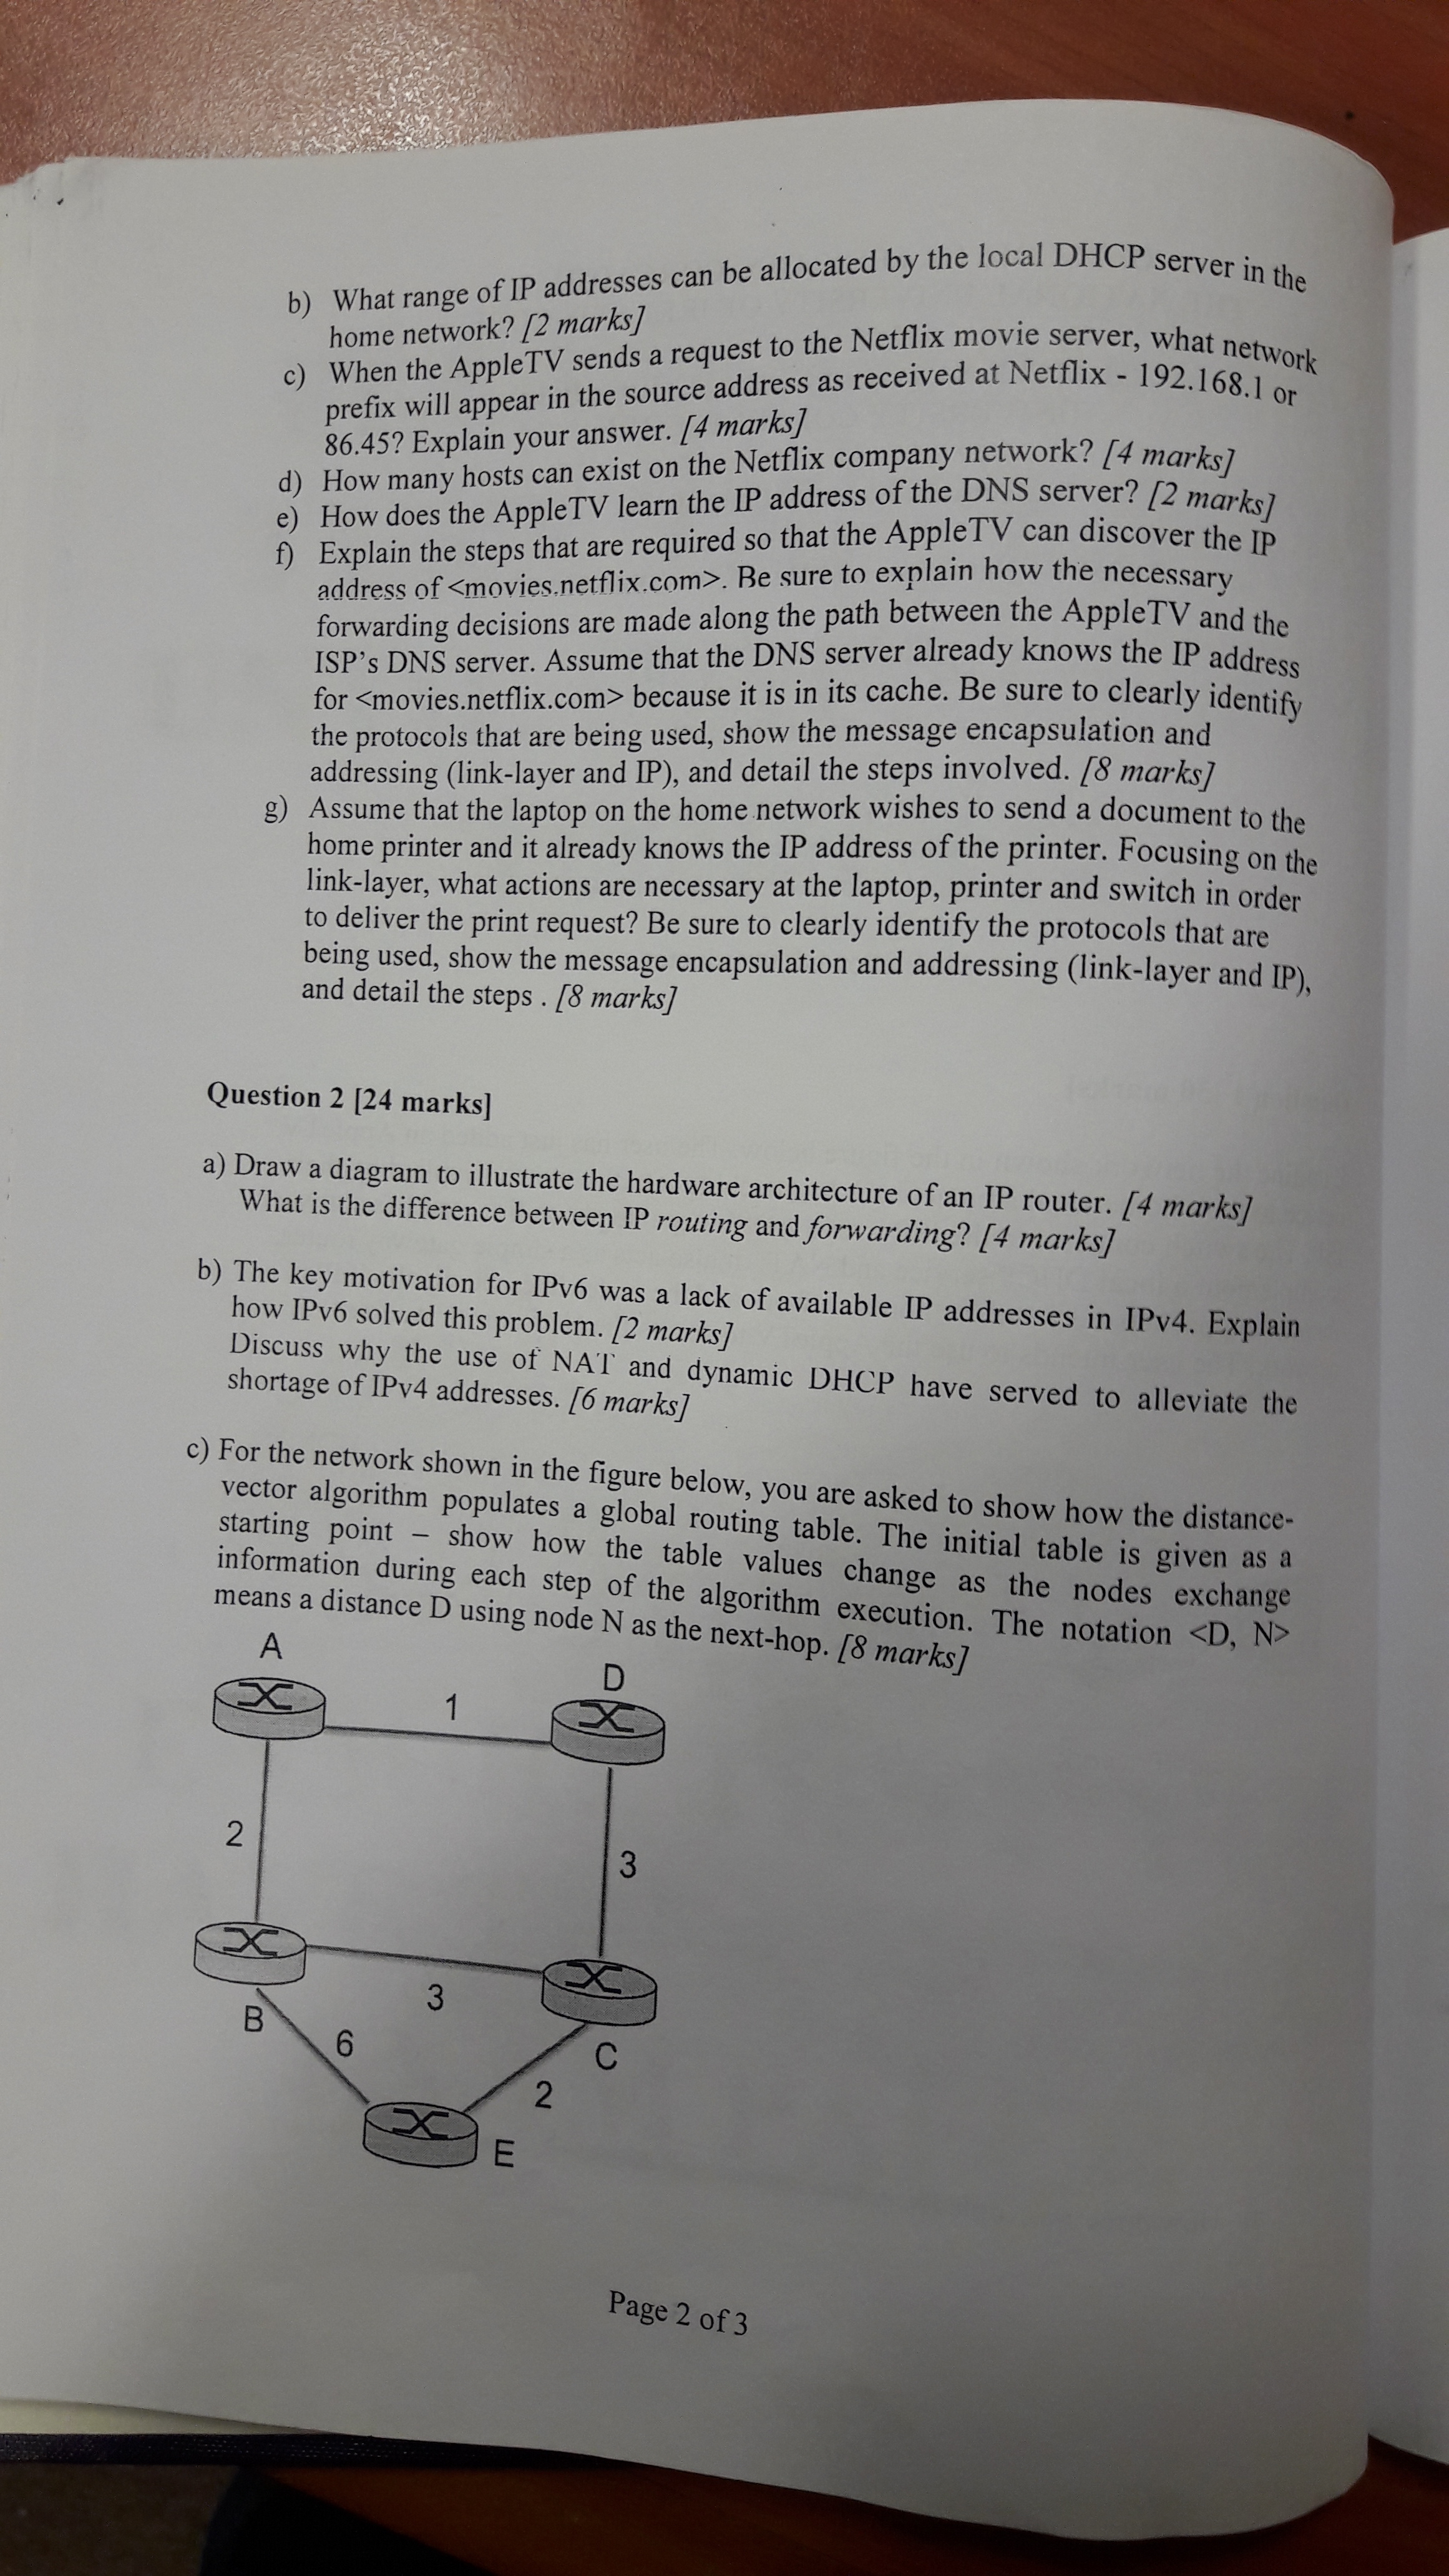 b) What range of IP addresses can be allocated by the local DHCP server in the
home network? [2 marks]
c) When the AppleTV sends a request to the Netflix movie server, what network
prefix will appear in the source address as received at Netflix - 192.168.1 or
86.45? Explain your answer. [4 marks]
d) How many hosts can exist on the Netflix company network? [4 marks]
e) How does the AppleTV learn the IP address of the DNS server? [2 marks]
f) Explain the steps that are required so that the AppleTV can discover the IP
address of <movies.netflix.com>. Be sure to explain how the necessary
forwarding decisions are made along the path between the AppleTV and the
ISP's DNS server. Assume that the DNS server already knows the IP address
for <movies.netflix.com> because it is in its cache. Be sure to clearly identify
the protocols that are being used, show the message encapsulation and
addressing (link-layer and IP), and detail the steps involved. [8 marks]
g) Assume that the laptop on the home network wishes to send a document to the
home printer and it already knows the IP address of the printer. Focusing on the
link-layer, what actions are necessary at the laptop, printer and switch in order
to deliver the print request? Be sure to clearly identify the protocols that are
being used, show the message encapsulation and addressing (link-layer and IP),
and detail the steps . [8 marks]
Question 2 [24 marks]
a) Draw a diagram to illustrate the hardware architecture of an IP router. [4 marks]
What is the difference between IP routing and forwarding? [4 marks]
b) The key motivation for IPv6 was a lack of available IP addresses in IPv4. Explain
how IPv6 solved this problem. [2 marks]
Discuss why the use of NAT and dynamic DHCP have served to alleviate the
shortage of IPv4 addresses. [6 marks]
c) For the network shown in the figure below, you are asked to show how the distance-
vector algorithm populates a global routing table. The initial table is given as a
starting point – show how the table values change as the nodes exchange
information during each step of the algorithm execution. The notation <D, N>
means a distance D using node N as the next-hop. [8 marks]
A
D
1
2
3
3
B
6
C
2
E
Page 2 of 3